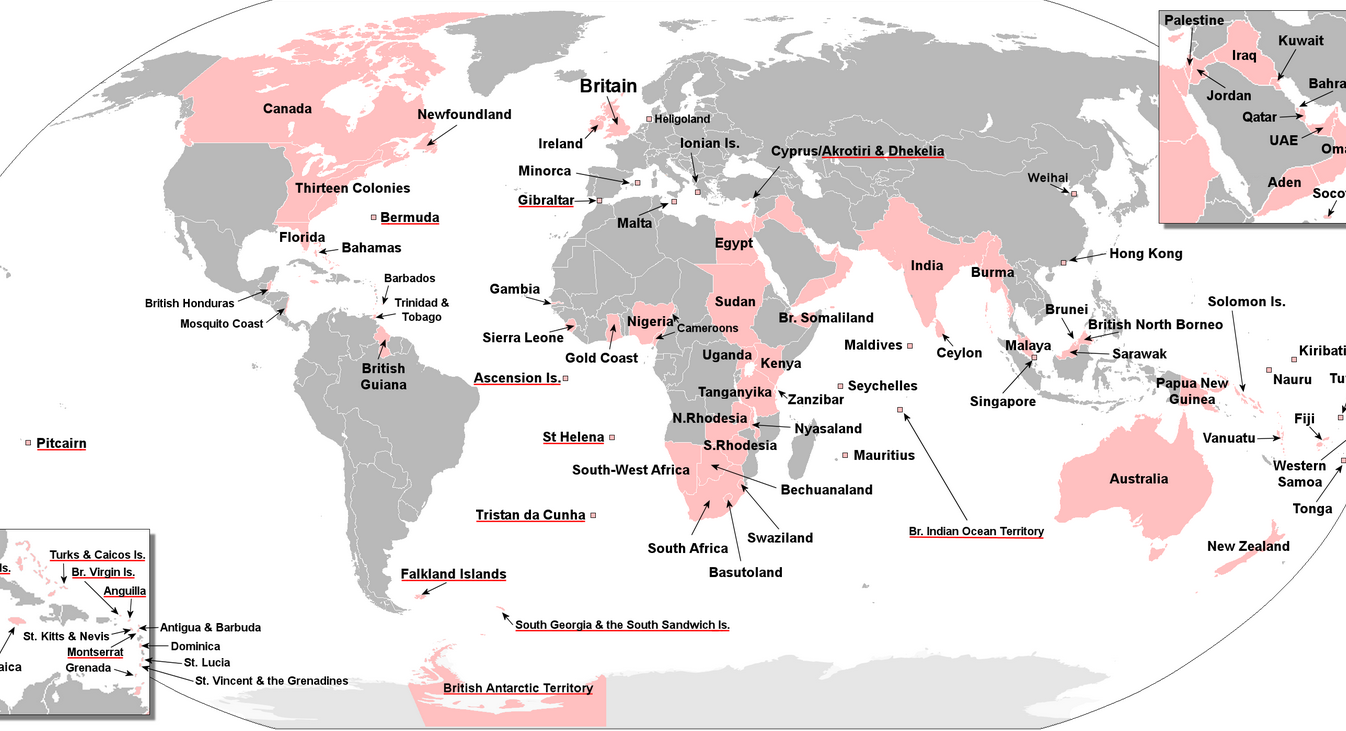 Palestine
Kuwait
Iraq
Jordan
Bahra
Qatar
UAE
Oma
Aden
Soco
Britain
Canada
Newfoundland
Heligoland
Ireland
Ionian Is.
Cyprus/Akrotiri & Dhekelia
Minorca
Weihai
Thirteen Colonies
Gibraltar
Bermuda
Malta
Florida
Bahamas
Egypt
Hong Kong
India
Burma
Barbados
Gambia
British Honduras
Trinidad &
Tobago
Mosquito Coast
Sudan
Solomon Is.
Brunei
Nigeria
Br. Somaliland
British North Borneo
Cameroons
Sierra Leone
Gold Coast
Maldives
Ceylon
Malaya
Sarawak
Kiribati
Uganda
Kenya
British
Guiana
Ascension Is.
Nauru
Tu
Seychelles
Papua New
Guinea
Tanganyika
Zanzibar
Singapore
N.Rhodesia
Nyasaland
Fiji
Pitcairn
St Helena
S.Rhodesia
Vanuatu
Mauritius
South-West Africa
Western
Samoa
Australia
Bechuanaland
Tonga
Tristan da Cunha
Br. Indian Ocean Territory
Swaziland
South Africa
New Zealand
Basutoland
Falkland Islands
South Georgia & the South Sandwich Is.
British Antarctic Territory
Turks & Caicos Is.
ls.
Br. Virgin Is.
Anguilla
Antigua & Barbuda
St. Kitts & Nevis
Dominica
Montserrat
St. Lucia
aica
Grenada
St. Vincent & the Grenadines